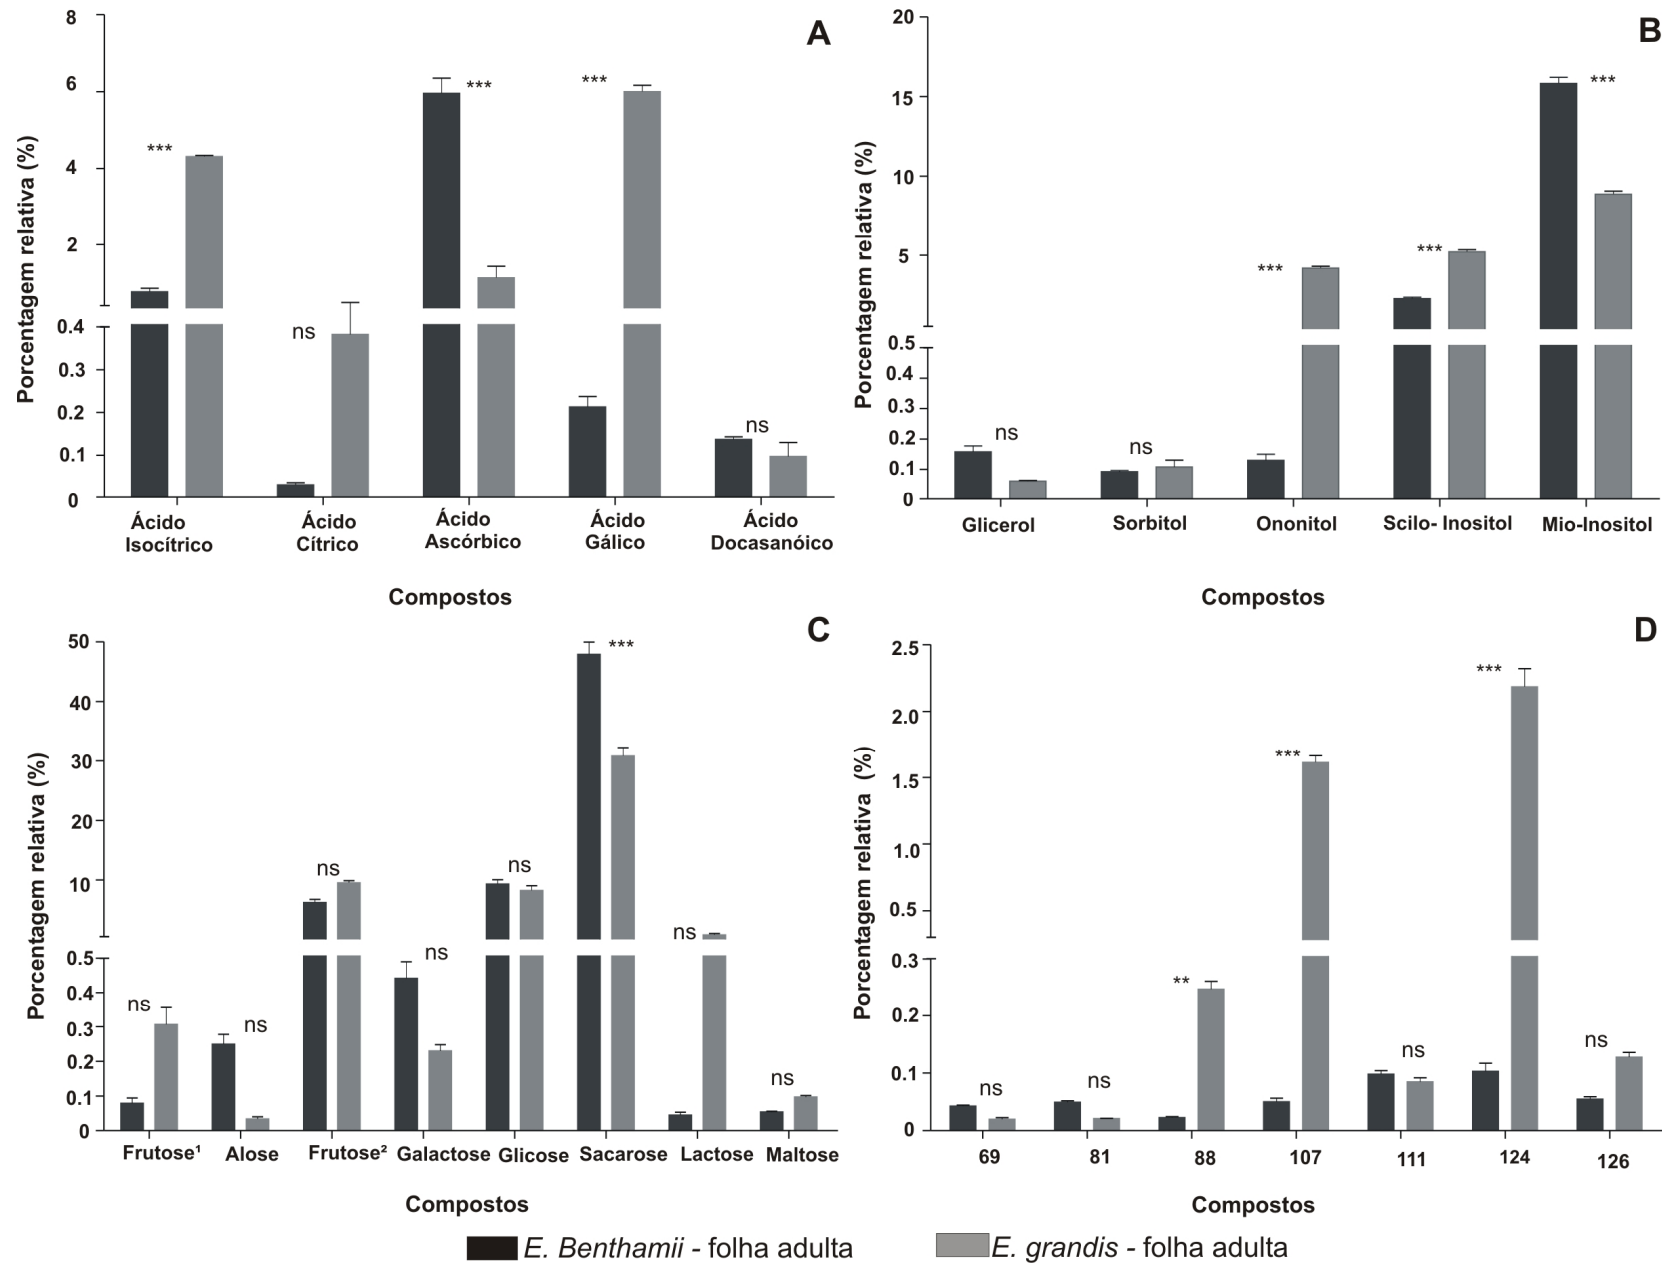 A
Porcentagem relativa (%)
8
6
4
2
0.4
0.3
0.2
0.1
0
***
ns
***
***
ns
Ácido Isocítrico
Ácido Cítrico
Ácido Ascórbico
Ácido Gálico
Ácido Docasanóico
Compostos
B
Porcentagem relativa (%)
20
15
10
5
0.5
0.4
0.3
0.2
0.1
0
ns
ns
***
***
***
Glicerol
Sorbitol
Ononitol
Scilo- Inositol
Mio-Inositol
Compostos
C
Porcentagem relativa (%)
50
40
30
20
10
0.5
0.4
0.3
0.2
0.1
0
ns
ns
ns
ns
ns
***
ns
ns
Frutose¹
Alose
Frutose²
Galactose
Glicose
Sacarose
Lactose
Maltose
Compostos
D
Porcentagem relativa (%)
2.5
2.0
1.5
1.0
0.5
0.3
0.2
0.1
0
ns
ns
**
***
ns
***
ns
69
81
88
107
111
124
126
Compostos
E. Benthamii - folha adulta
E. grandis - folha adulta